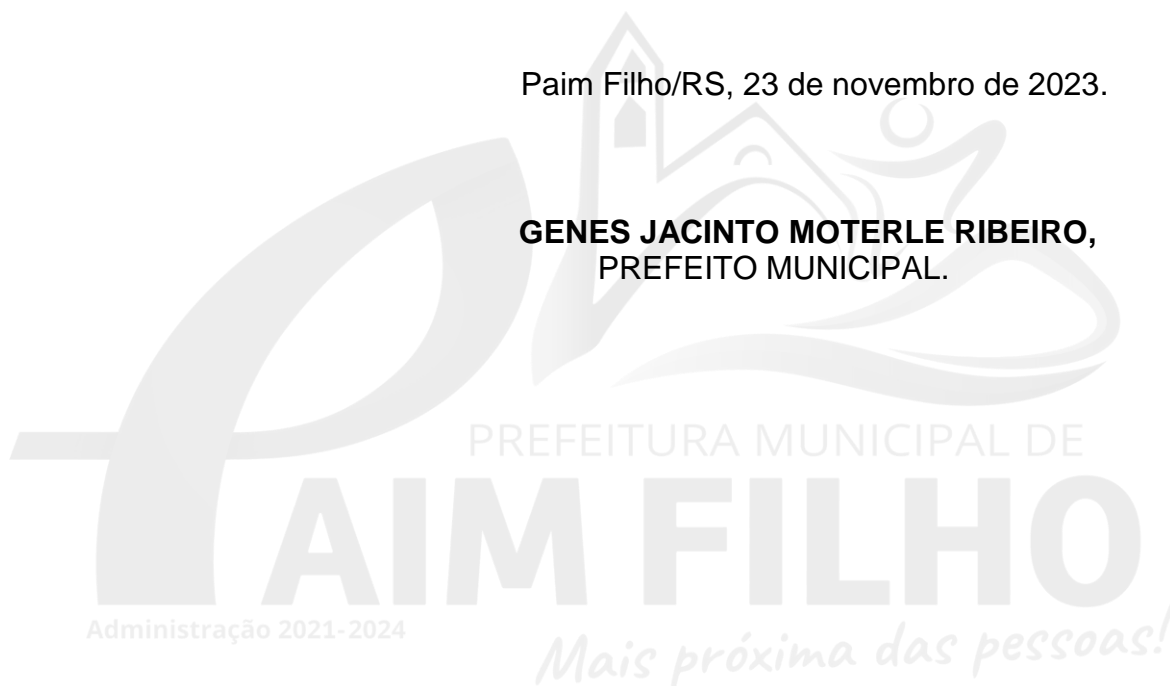 Paim Filho/RS, 23 de novembro de 2023.
GENES JACINTO MOTERLE RIBEIRO,
PREFEITO MUNICIPAL.
PREFEITURA MUNICIPAL DE
PAIM FILHO
Administração 2021-2024
Mais próxima das pessoas!